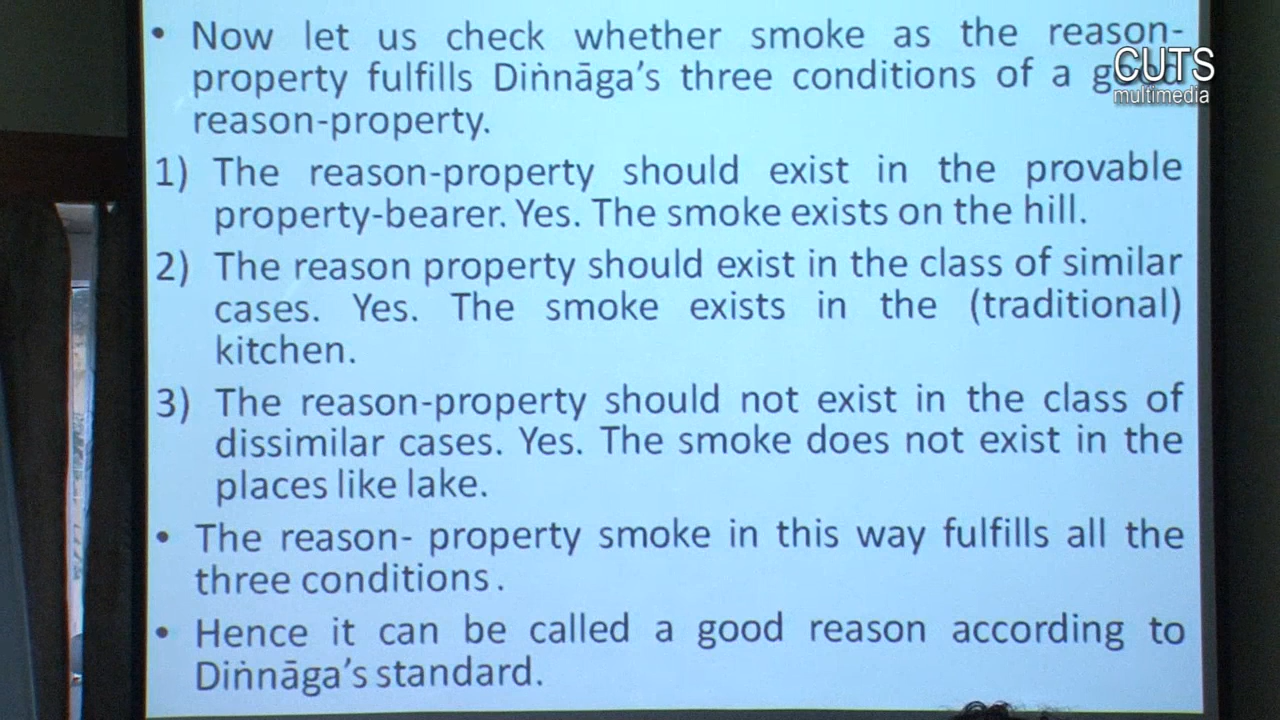 • Now let us check whether smoke as the reason-
property fulfills Diṅnāga's three conditions of a
reason-property.
CUTS
multimedia
1) The reason-property should exist in the provable
property-bearer. Yes. The smoke exists on the hill.
2) The reason property should exist in the class of similar
cases. Yes. The smoke exists in the (traditional)
kitchen.
3) The reason-property should not exist in the class of
dissimilar cases. Yes. The smoke does not exist in the
places like lake.
• The reason- property smoke in this way fulfills all the
three conditions.
• Hence it can be called a good reason according to
Diṅnāga's standard.